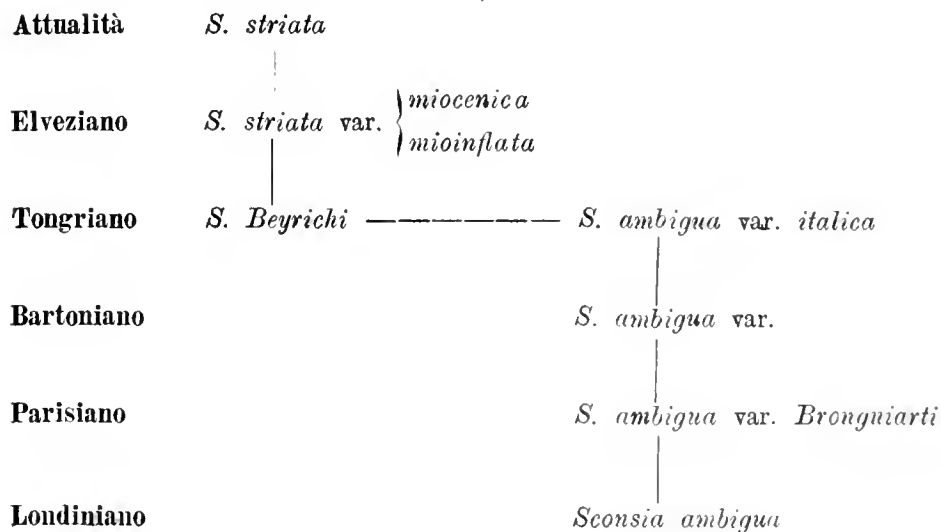 Attualità S. striata
Elveziano S. striata var. miocenica
mioinflata
Tongriano S. Beyrichi S. ambigua var. italica
Bartoniano S. ambigua var.
Parisiano S. ambigua var. Brongniarti
Londiniano Sconsia ambigua